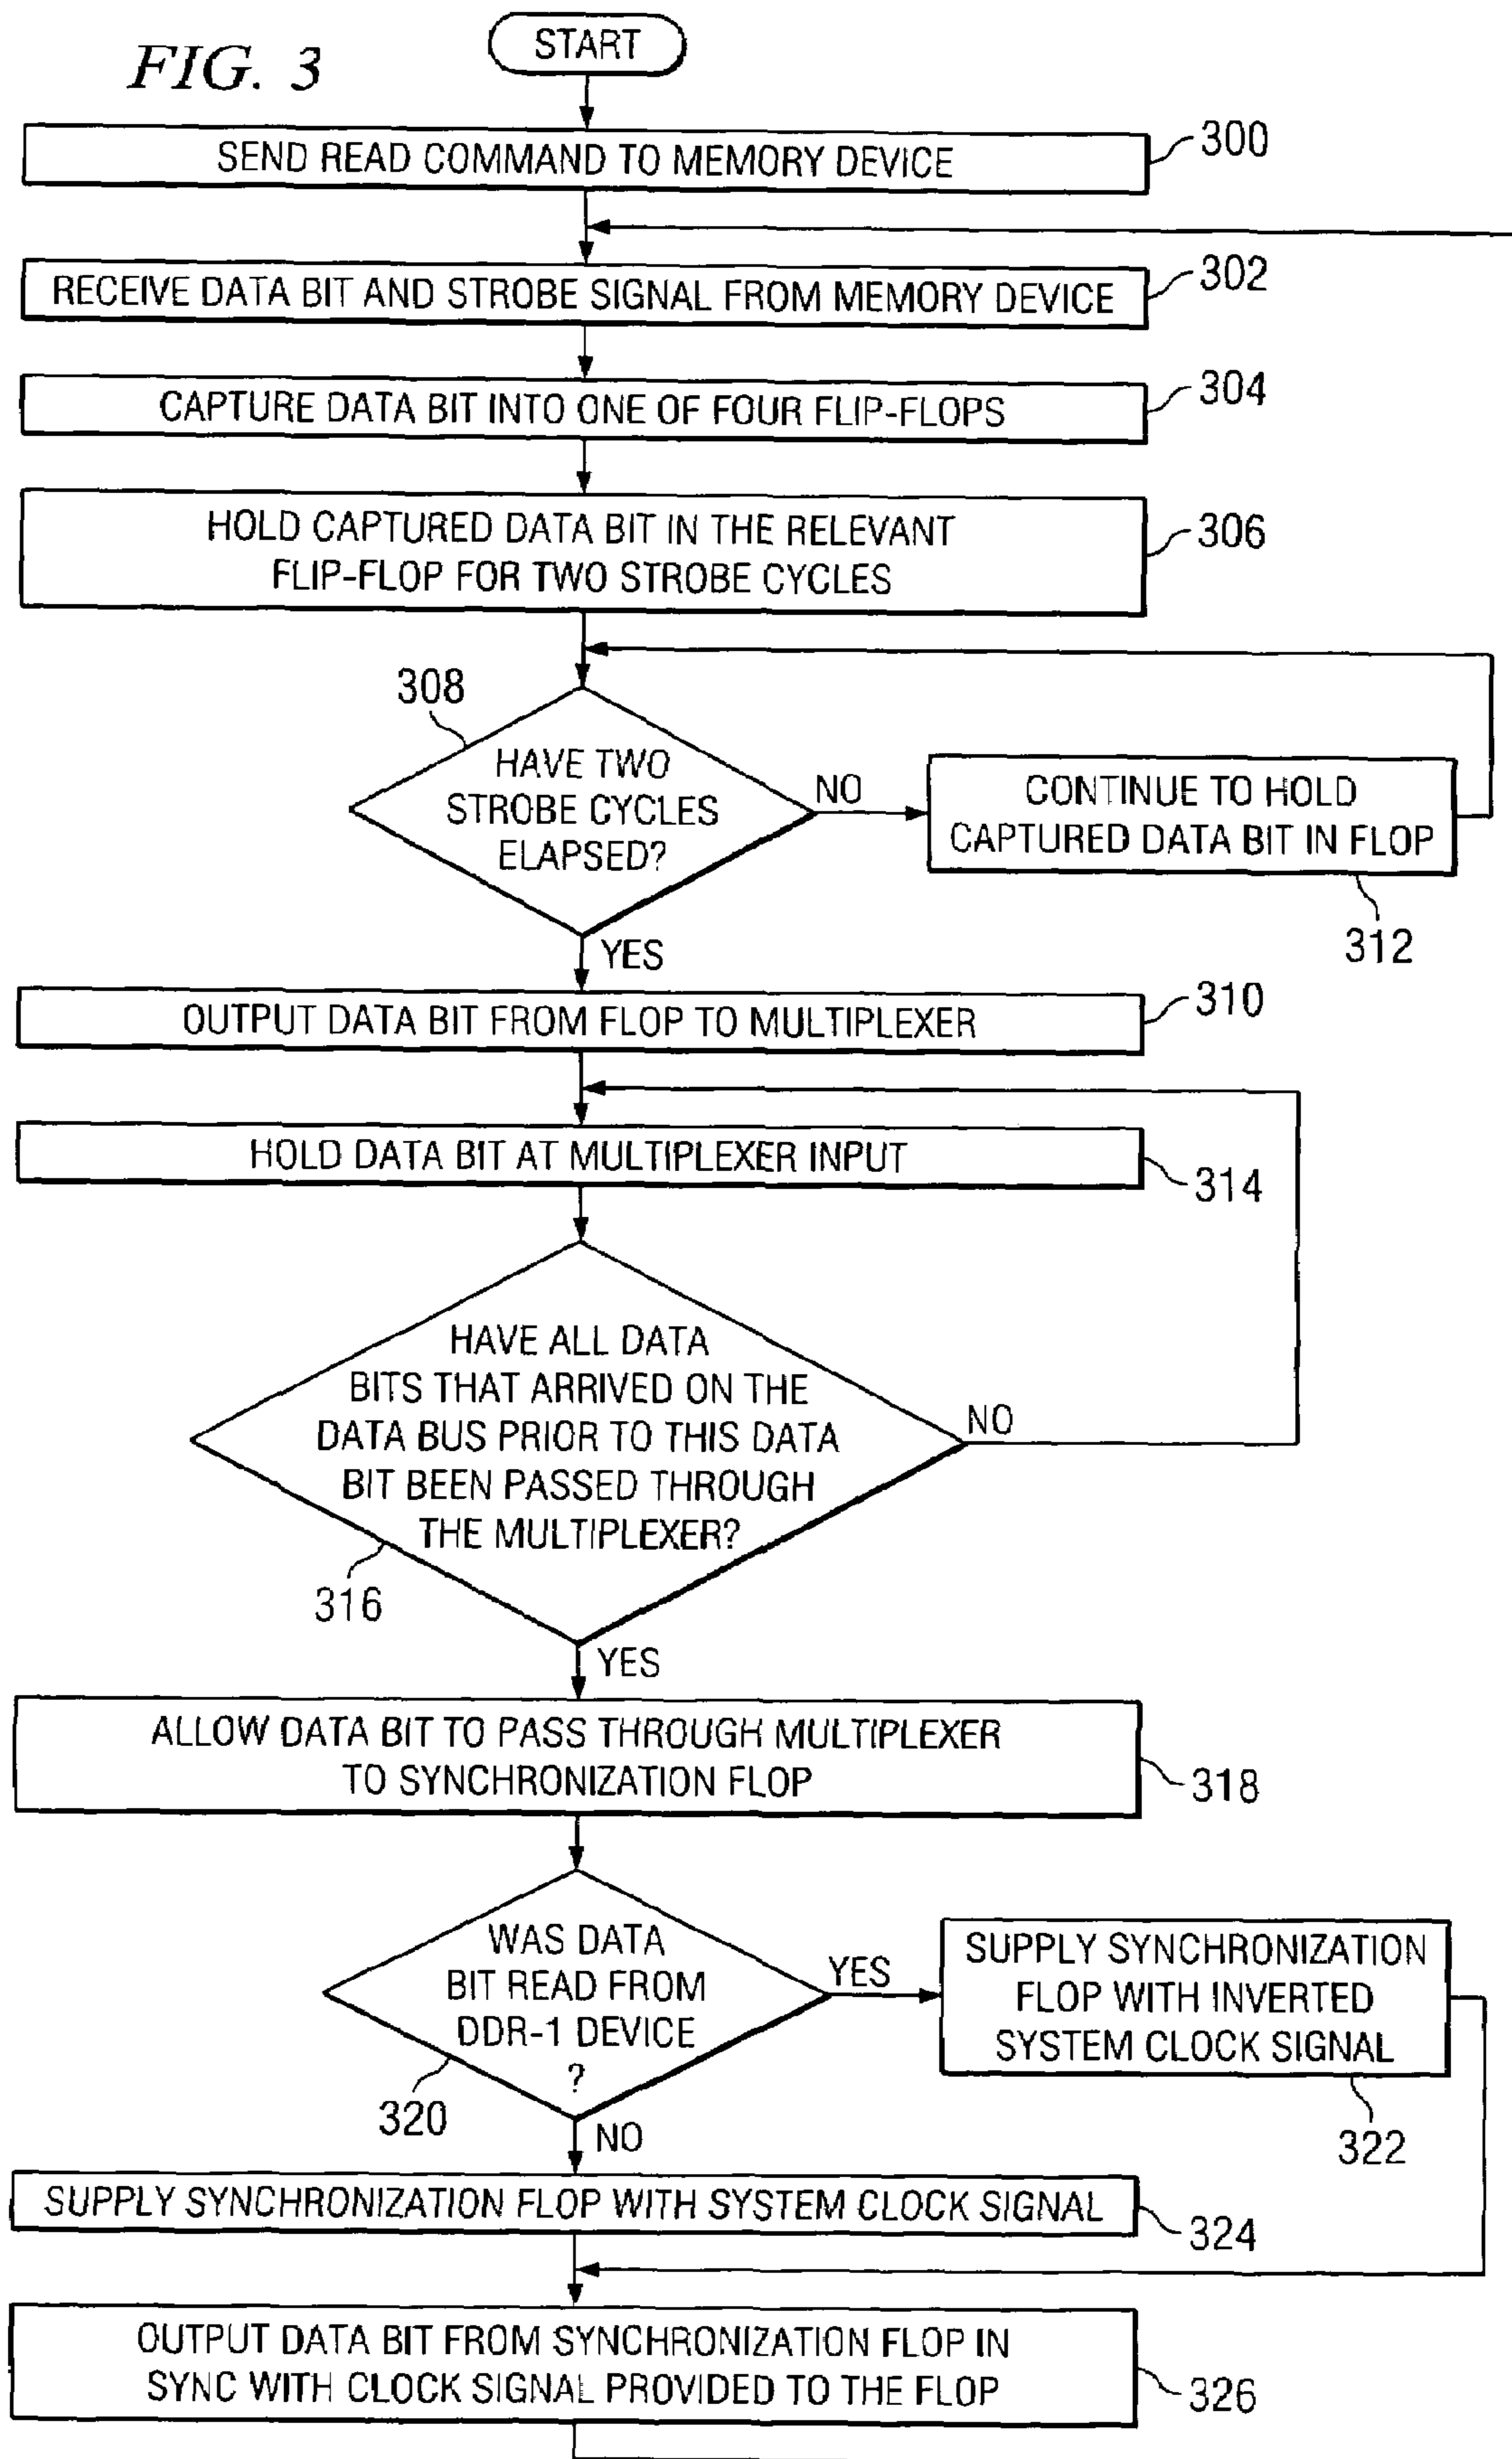 FIG. 3
START
SEND READ COMMAND TO MEMORY DEVICE
300
RECEIVE DATA BIT AND STROBE SIGNAL FROM MEMORY DEVICE
302
CAPTURE DATA BIT INTO ONE OF FOUR FLIP-FLOPS
304
HOLD CAPTURED DATA BIT IN THE RELEVANT
FLIP-FLOP FOR TWO STROBE CYCLES
306
308
HAVE TWO
STROBE CYCLES
ELAPSED?
NO
CONTINUE TO HOLD
CAPTURED DATA BIT IN FLOP
312
YES
OUTPUT DATA BIT FROM FLOP TO MULTIPLEXER
310
HOLD DATA BIT AT MULTIPLEXER INPUT
314
HAVE ALL DATA
BITS THAT ARRIVED ON THE
DATA BUS PRIOR TO THIS DATA
BIT BEEN PASSED THROUGH
THE MULTIPLEXER?
NO
316
YES
ALLOW DATA BIT TO PASS THROUGH MULTIPLEXER
TO SYNCHRONIZATION FLOP
318
WAS DATA
BIT READ FROM
DDR-1 DEVICE
?
YES
SUPPLY SYNCHRONIZATION
FLOP WITH INVERTED
SYSTEM CLOCK SIGNAL
320
322
NO
SUPPLY SYNCHRONIZATION FLOP WITH SYSTEM CLOCK SIGNAL
324
OUTPUT DATA BIT FROM SYNCHRONIZATION FLOP IN
SYNC WITH CLOCK SIGNAL PROVIDED TO THE FLOP
326